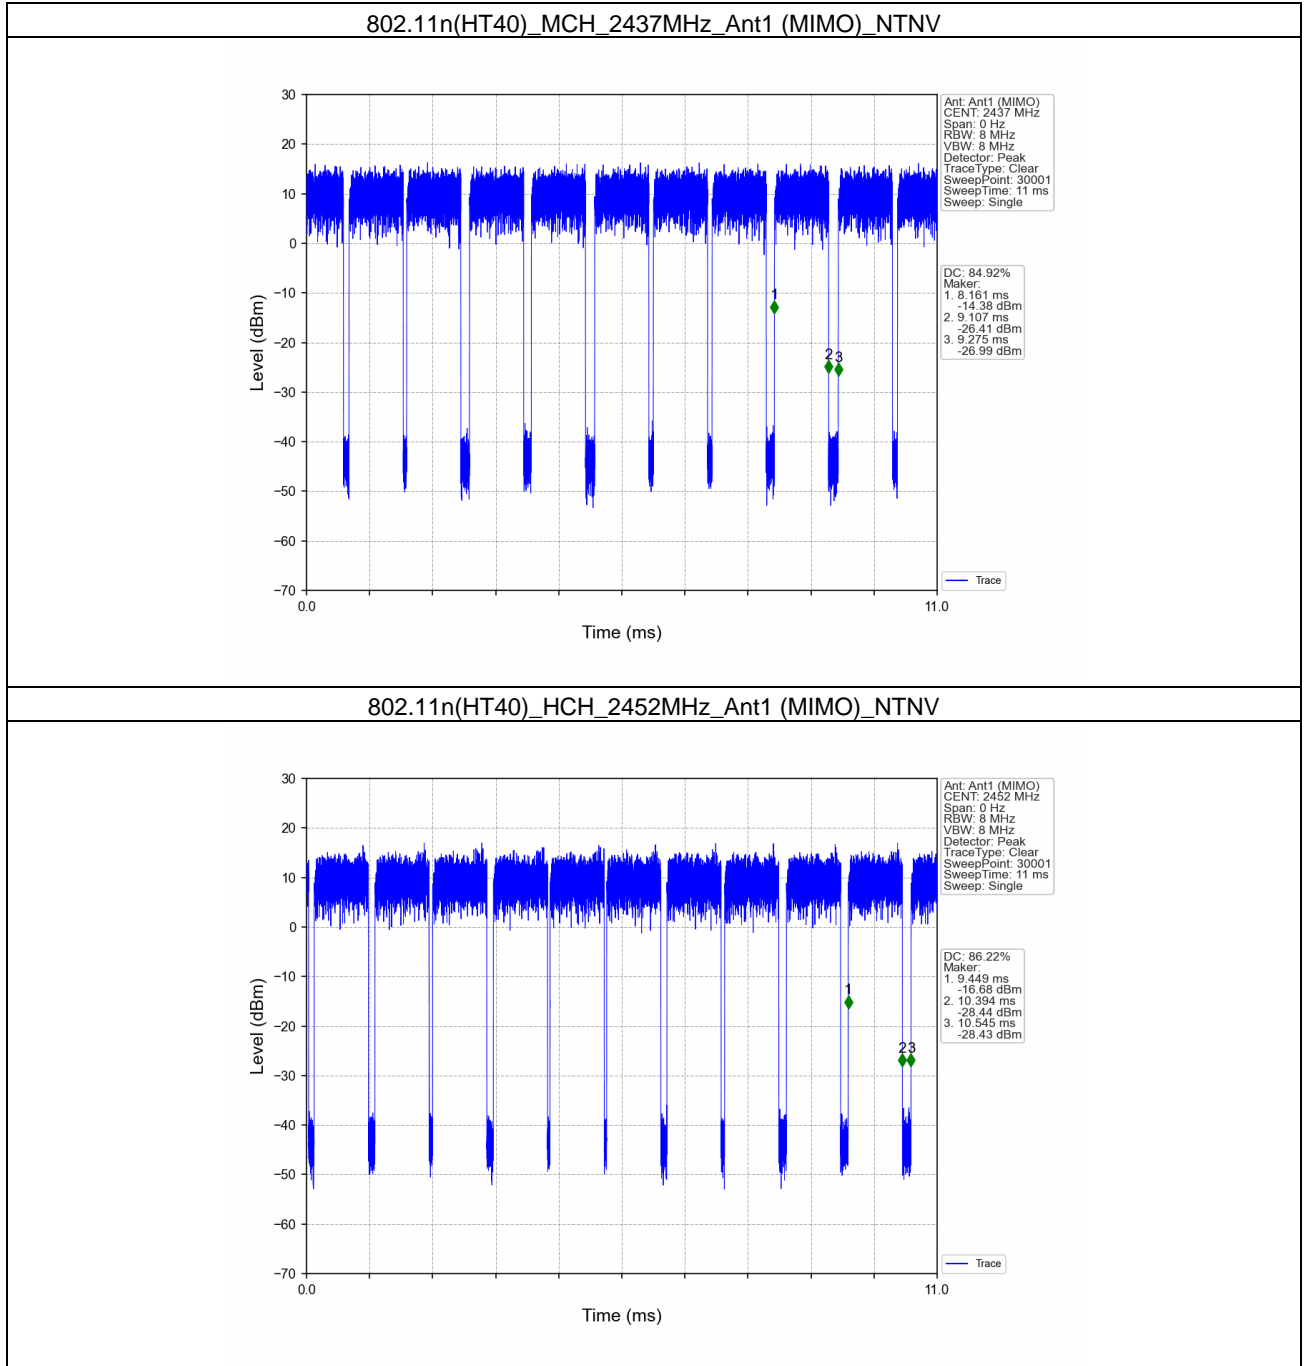 802.11n(HT40)_MCH_2437MHz_Ant1 (MIMO)_NTNV
30
20
10
0
−10
−20
−30
−40
−50
−60
−70
Level (dBm)
0.0
11.0
Time (ms)
1
2
3
Ant: Ant1 (MIMO)
CENT: 2437 MHz
Span: 0 Hz
RBW: 8 MHz
VBW: 8 MHz
Detector: Peak
TraceType: Clear
SweepPoint: 30001
SweepTime: 11 ms
Sweep: Single
DC: 84.92%
Maker:
1. 8.161 ms
-14.38 dBm
2. 9.107 ms
-26.41 dBm
3. 9.275 ms
-26.99 dBm
Trace
802.11n(HT40)_HCH_2452MHz_Ant1 (MIMO)_NTNV
30
20
10
0
−10
−20
−30
−40
−50
−60
−70
Level (dBm)
0.0
11.0
Time (ms)
1
2
3
Ant: Ant1 (MIMO)
CENT: 2452 MHz
Span: 0 Hz
RBW: 8 MHz
VBW: 8 MHz
Detector: Peak
TraceType: Clear
SweepPoint: 30001
SweepTime: 11 ms
Sweep: Single
DC: 86.22%
Maker:
1. 9.449 ms
-16.68 dBm
2. 10.394 ms
-28.44 dBm
3. 10.545 ms
-28.43 dBm
Trace